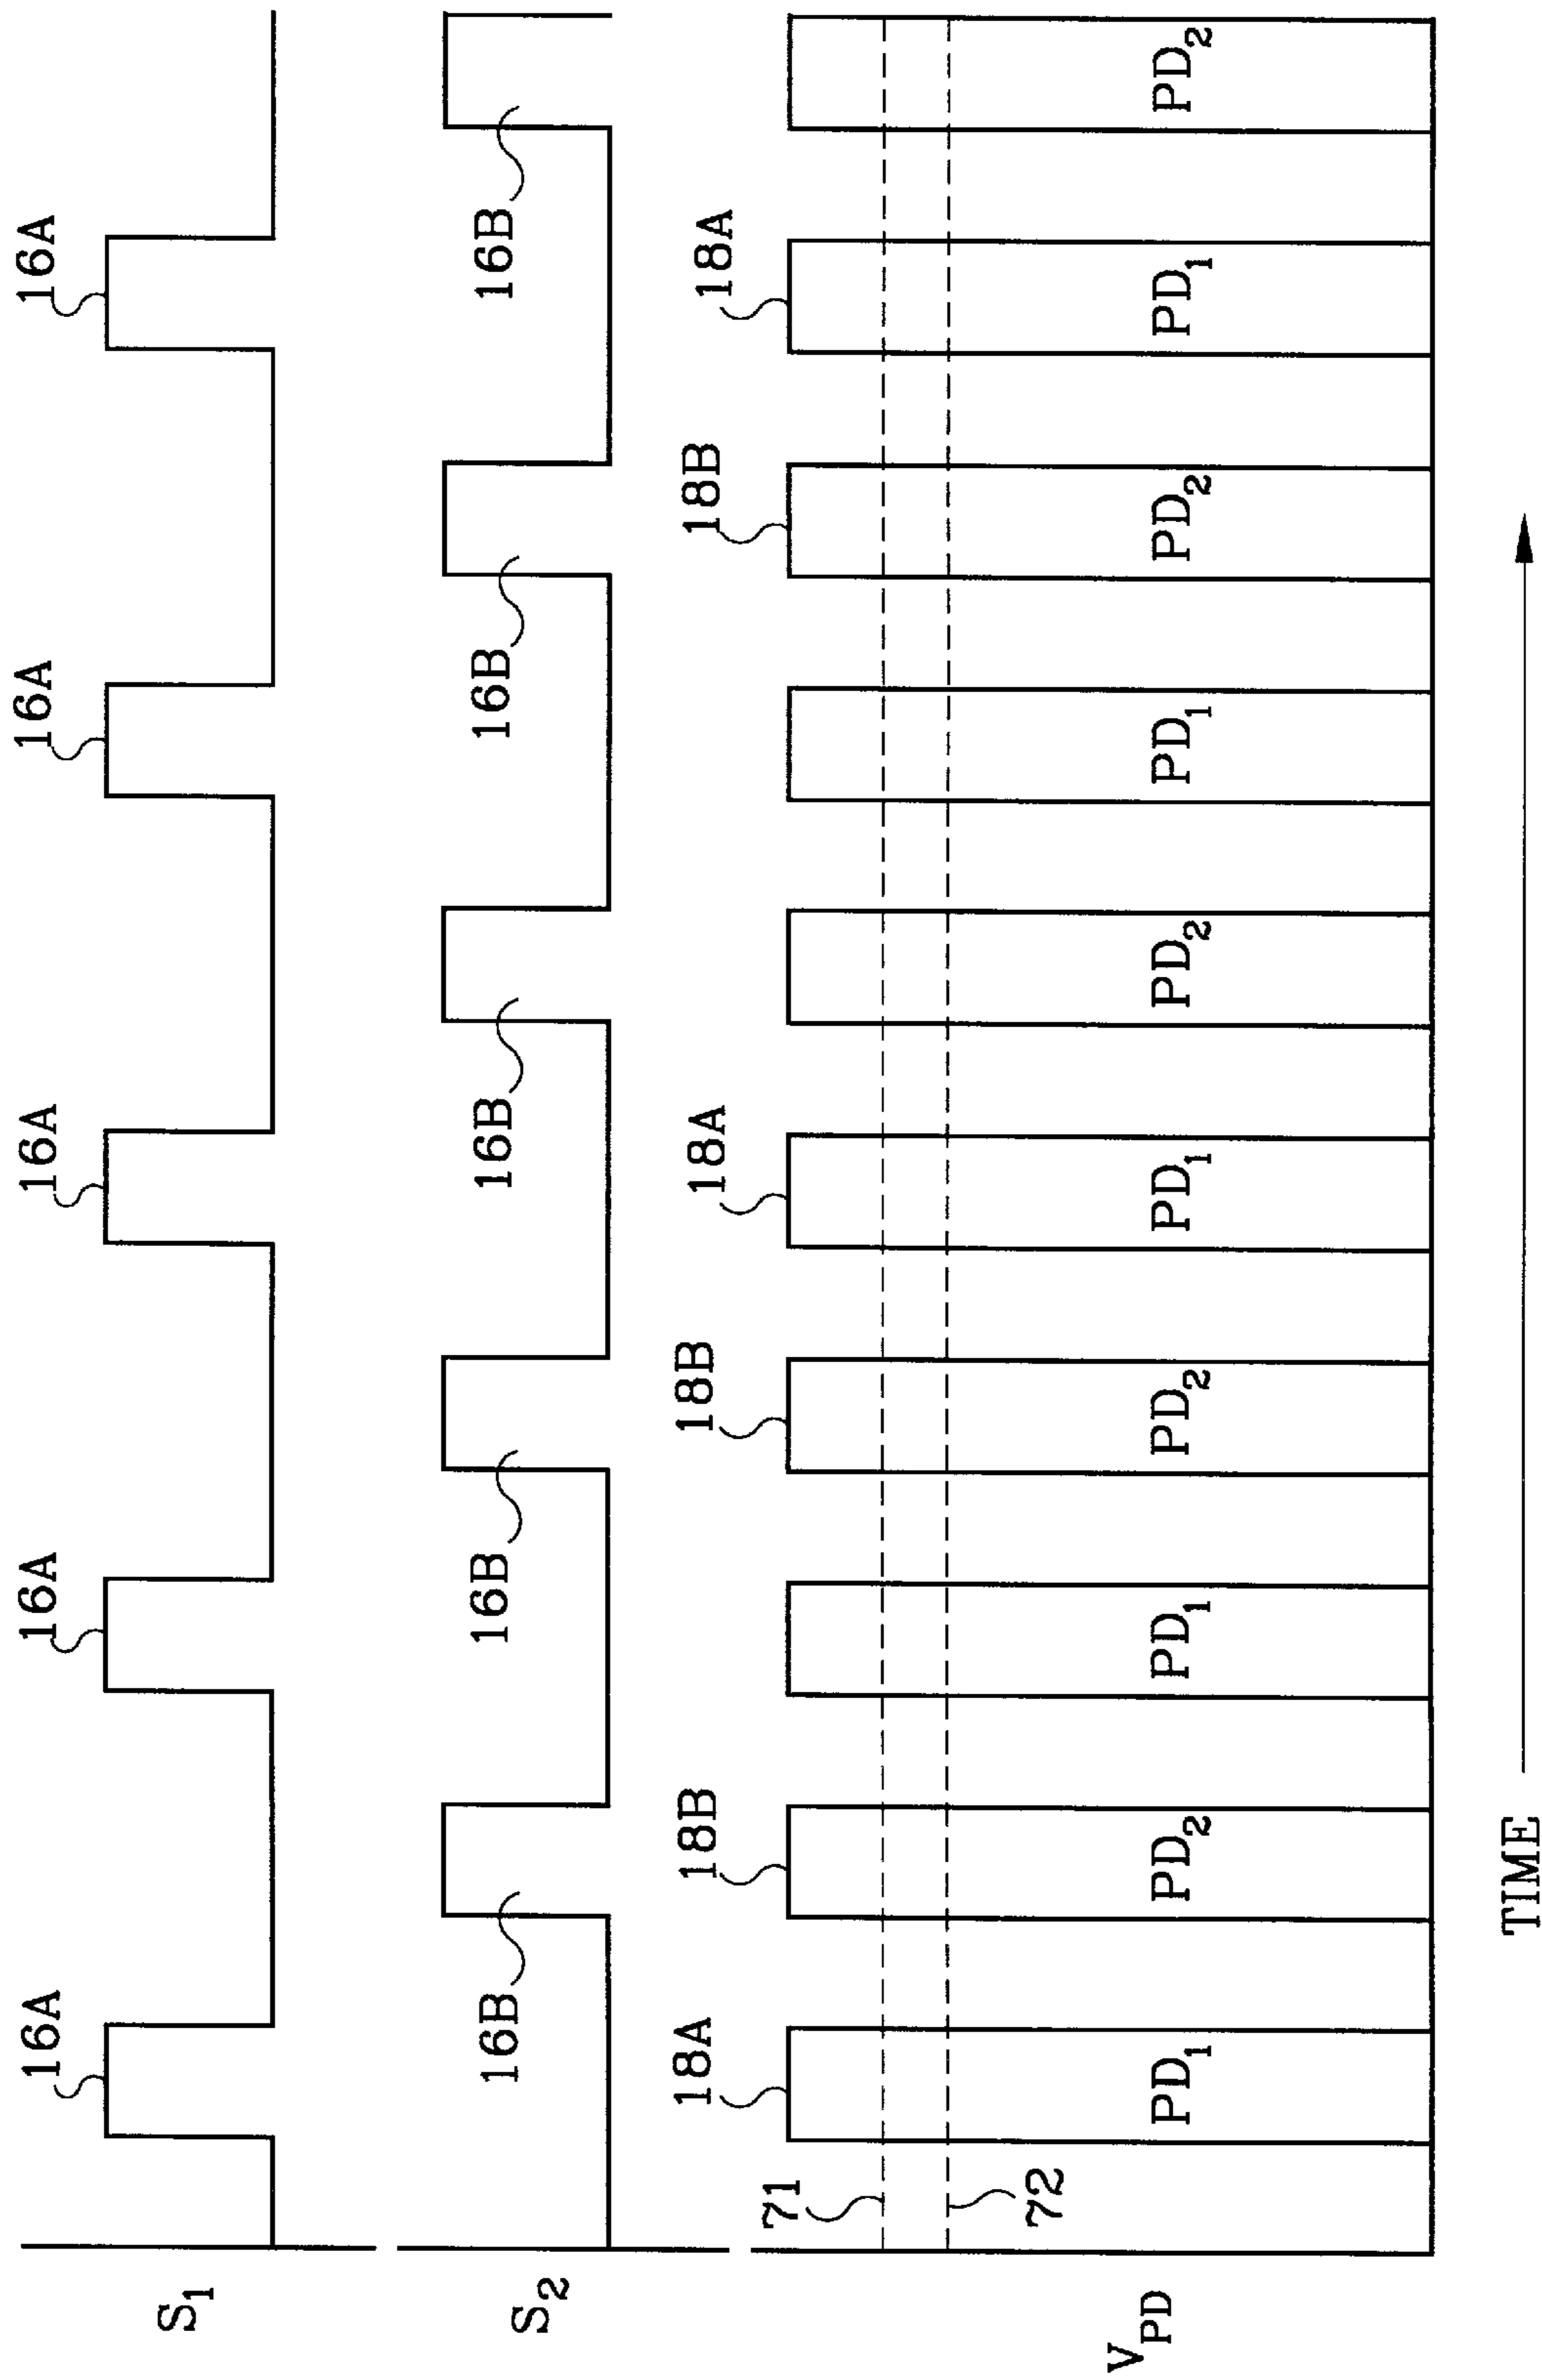 S1
16A 16A 16A 16A 16A
S2
16B 16B 16B 16B 16B
VPD
71
72
18A 18B 18B 18A 18B 18A
PD1 PD2 PD1 PD2 PD1 PD2 PD1 PD2 PD1 PD2
TIME